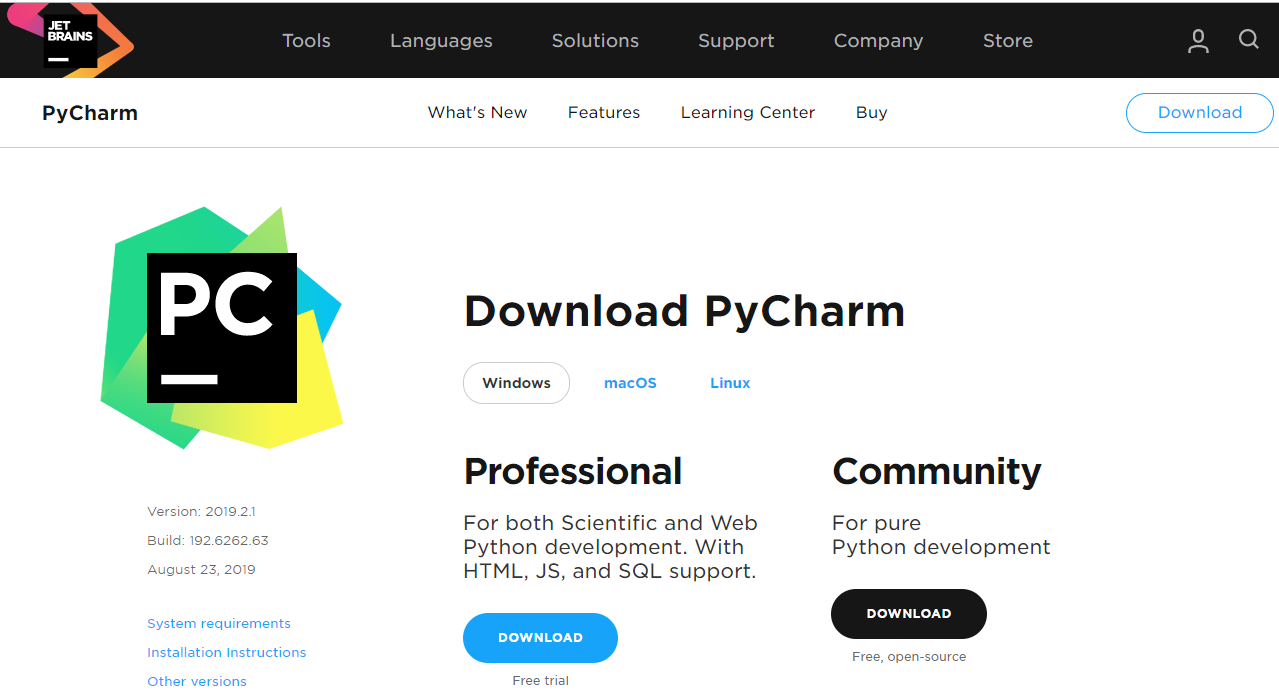 JET
BRAINS
Tools Languages Solutions Support Company Store
PyCharm What's New Features Learning Center Buy Download
PC
Download PyCharm
Windows macOS Linux
Professional
For both Scientific and Web
Python development. With
HTML, JS, and SQL support.
DOWNLOAD
Free trial
Community
For pure
Python development
DOWNLOAD
Free, open-source
Version: 2019.2.1
Build: 192.6262.63
August 23, 2019
System requirements
Installation Instructions
Other versions